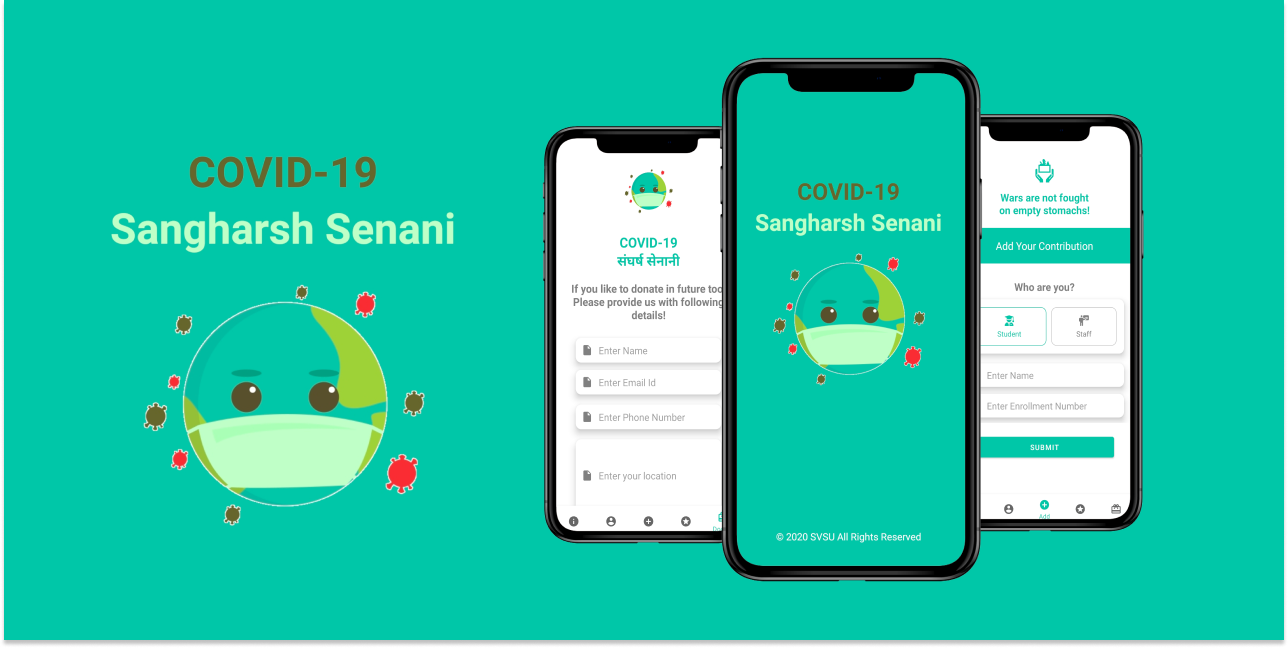 COVID-19
Sangharsh Senani
COVID-19
संघर्ष सेनानी
If you like to donate in future too
Please provide us with following
details!
Enter Name
Enter Email Id
Enter Phone Number
Enter your location
COVID-19
Sangharsh Senani
© 2020 SVSU All Rights Reserved
Wars are not fought
on empty stomachs!
Add Your Contribution
Who are you?
Student
Staff
Enter Name
Enter Enrollment Number
SUBMIT
Add